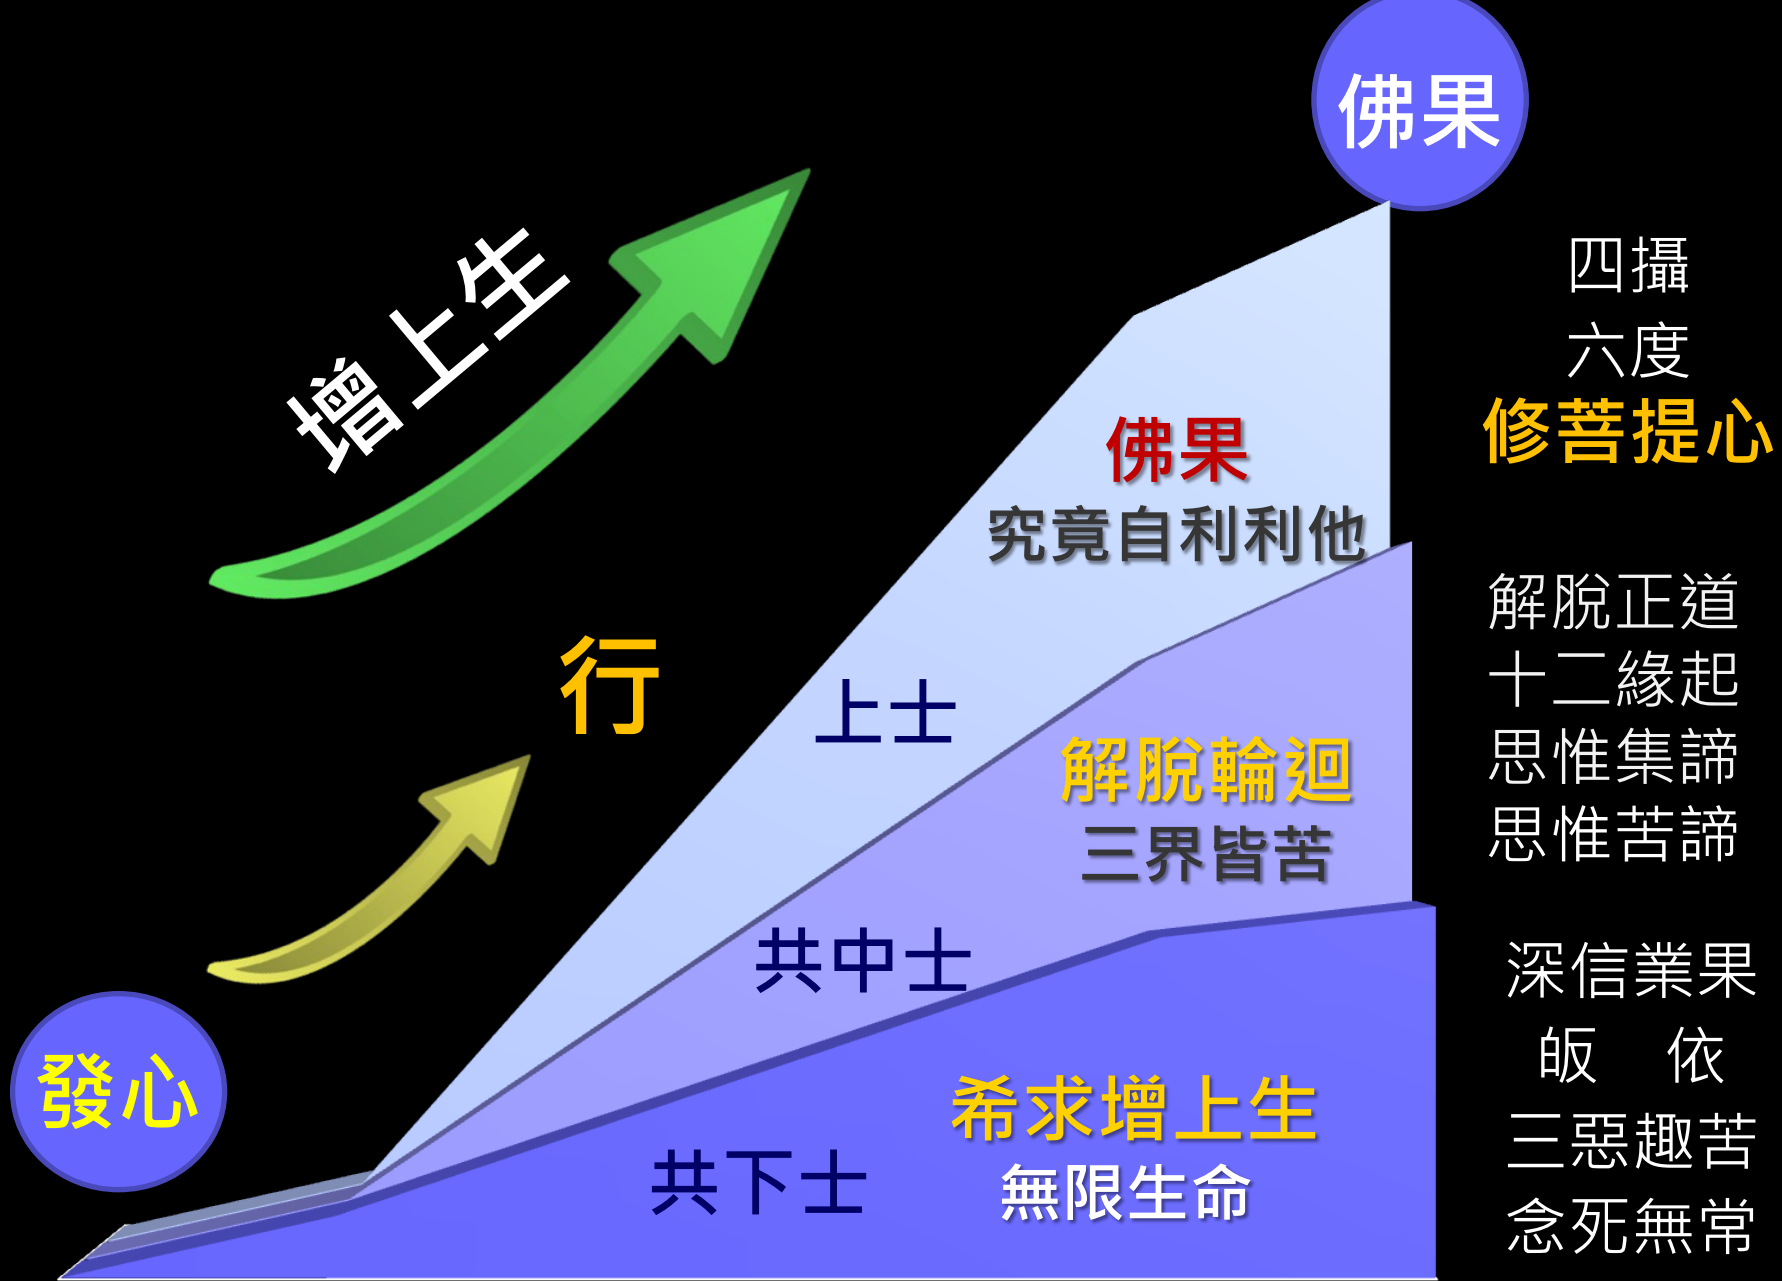 佛果
增上生
四攝
六度
修菩提心
佛果
究竟自利利他
解脫正道
十二緣起
思惟集諦
思惟苦諦
行
上士
解脫輪迴
三界皆苦
共中士
深信業果
皈 依
三惡趣苦
念死無常
發心
希求增上生
無限生命
共下士